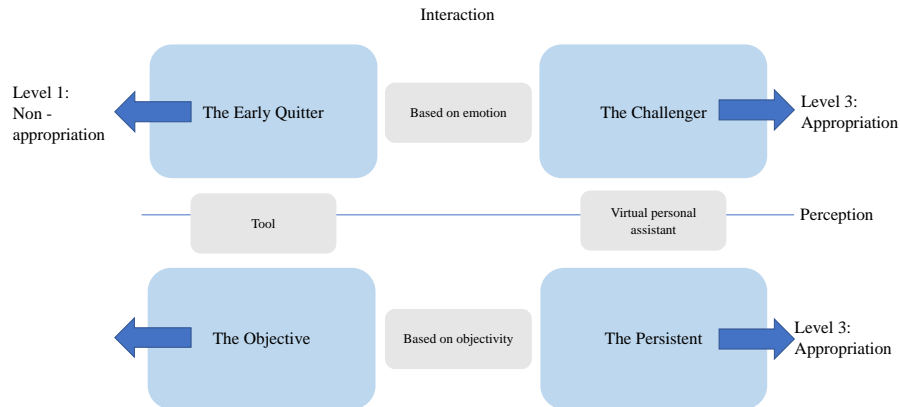 Interaction
Level 1:
Non -
appropriation
The Early Quitter
Based on emotion
The Challenger
Level 3:
Appropriation
Tool
Virtual personal
assistant
Perception
The Objective
Based on objectivity
The Persistent
Level 3:
Appropriation